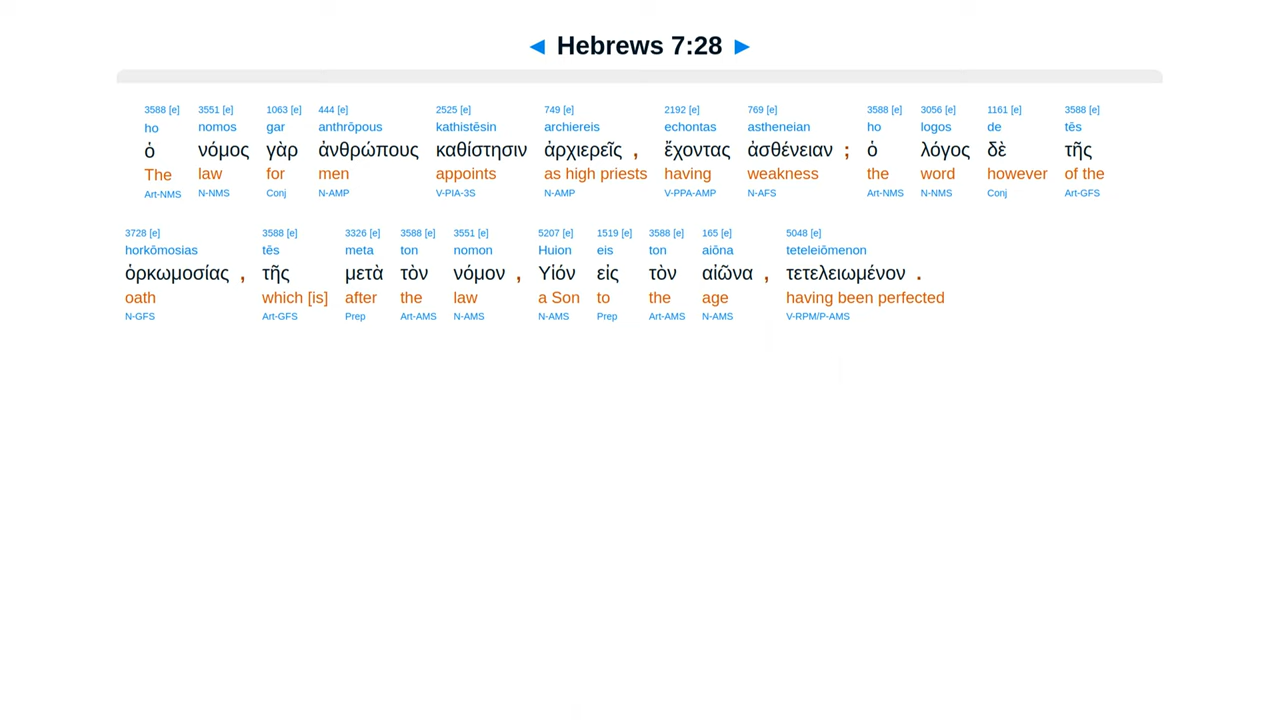 ◄ Hebrews 7:28 ►
3588 [e] 3551 [e] 1063 [e] 444 [e] 2525 [e] 749 [e] 2192 [e] 769 [e] 3588 [e] 3056 [e] 1161 [e] 3588 [e]
ho nomos gar anthrōpous kathistēsin archiereis echontas astheneian ho logos de tēs
ὁ νόμος γὰρ ἀνθρώπους καθίστησιν ἀρχιερεῖς , ἔχοντας ἀσθένειαν ; ὁ λόγος δὲ τῆς
The law for men appoints as high priests having weakness the word however of the
Art-NMS N-NMS Conj N-AMP V-PIA-3S N-AMP V-PPA-AMP N-AFS Art-NMS N-NMS Conj Art-GFS
3728 [e] 3588 [e] 3326 [e] 3588 [e] 3551 [e] 5207 [e] 1519 [e] 3588 [e] 165 [e] 5048 [e]
horkōmosias tēs meta ton nomon Huion eis ton aiōna teteleiōmenon
ὁρκωμοσίας , τῆς μετὰ τὸν νόμον , Υἱόν εἰς τὸν αἰῶνα , τετελειωμένον .
oath which [is] after the law a Son to the age having been perfected
N-GFS Art-GFS Prep Art-AMS N-AMS N-AMS Prep Art-AMS N-AMS V-RPM/P-AMS